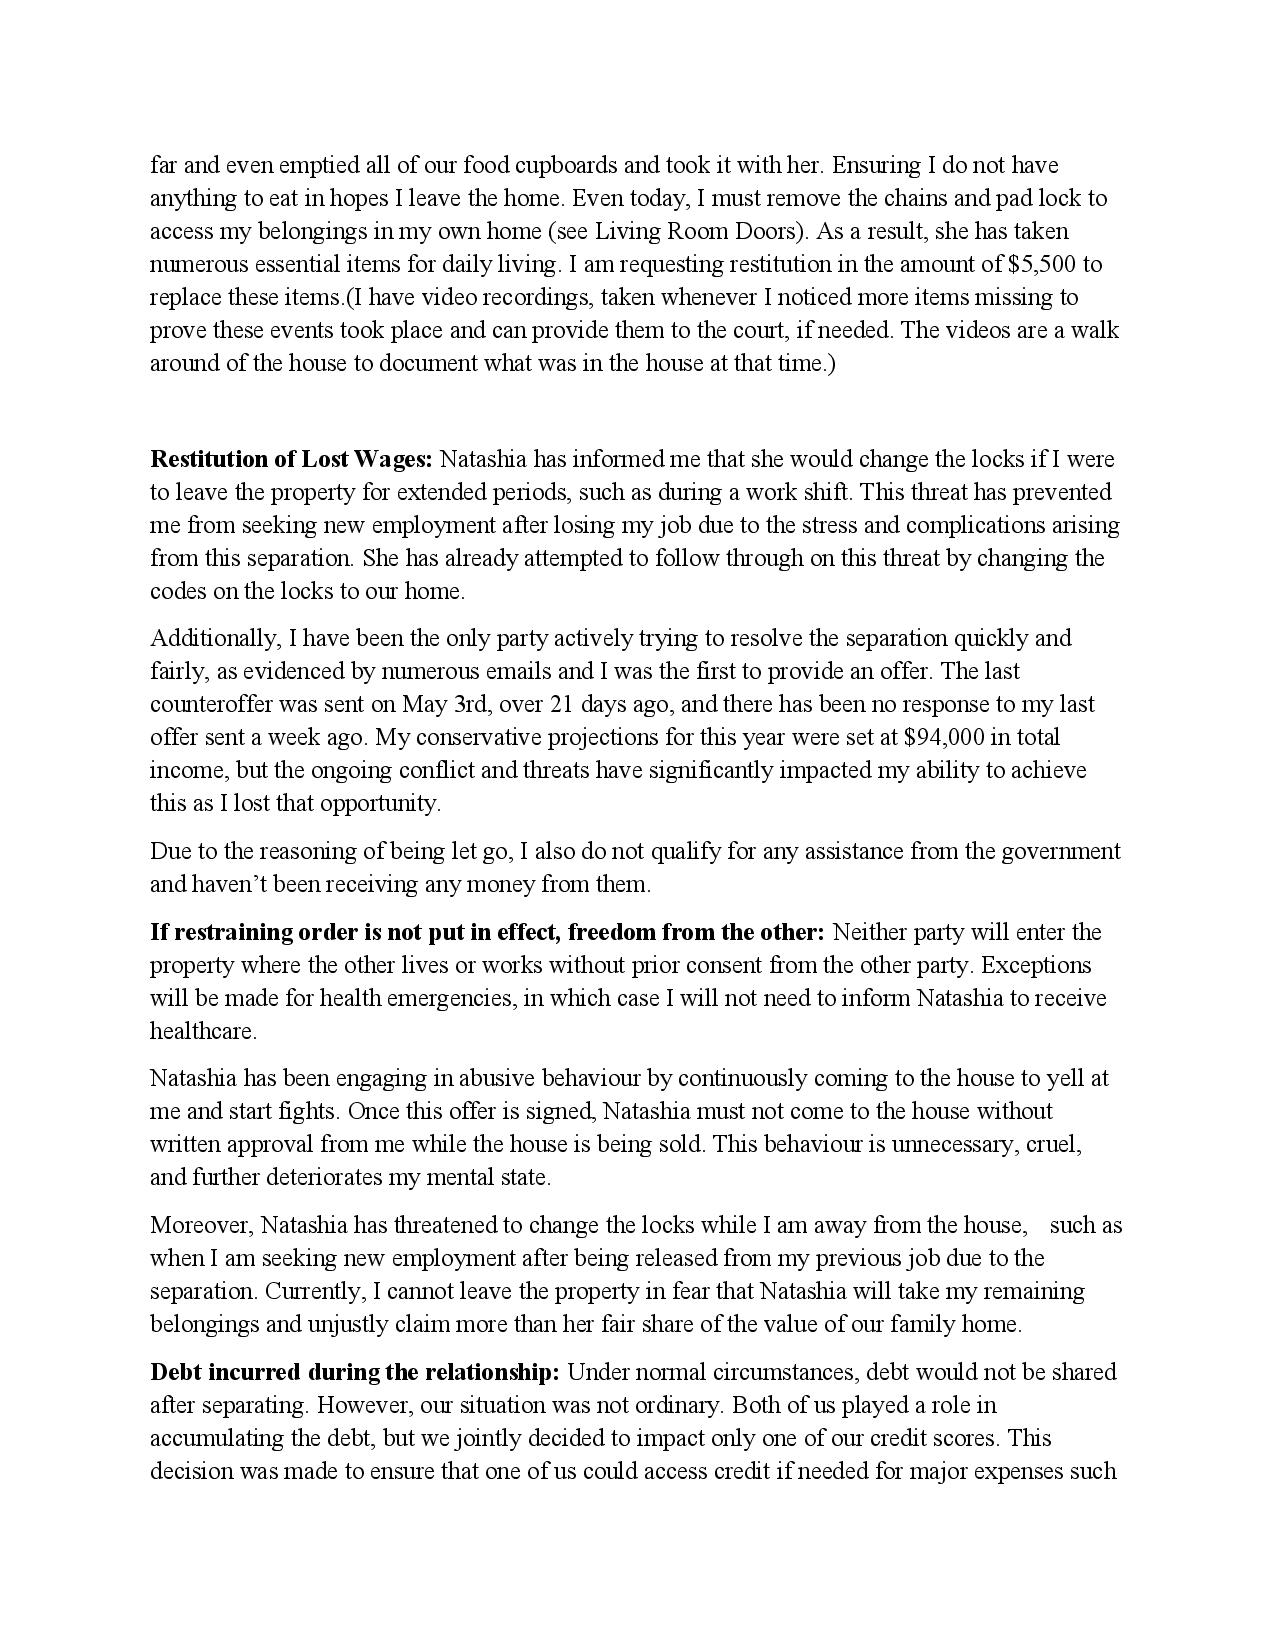 far and even emptied all of our food cupboards and took it with her. Ensuring I do not have
anything to eat in hopes I leave the home. Even today, I must remove the chains and pad lock to
access my belongings in my own home (see Living Room Doors). As a result, she has taken
numerous essential items for daily living. I am requesting restitution in the amount of $5,500 to
replace these items.(I have video recordings, taken whenever I noticed more items missing to
prove these events took place and can provide them to the court, if needed. The videos are a walk
around of the house to document what was in the house at that time.)
Restitution of Lost Wages: Natashia has informed me that she would change the locks if I were
to leave the property for extended periods, such as during a work shift. This threat has prevented
me from seeking new employment after losing my job due to the stress and complications arising
from this separation. She has already attempted to follow through on this threat by changing the
codes on the locks to our home.
Additionally, I have been the only party actively trying to resolve the separation quickly and
fairly, as evidenced by numerous emails and I was the first to provide an offer. The last
counteroffer was sent on May 3rd, over 21 days ago, and there has been no response to my last
offer sent a week ago. My conservative projections for this year were set at $94,000 in total
income, but the ongoing conflict and threats have significantly impacted my ability to achieve
this as I lost that opportunity.
Due to the reasoning of being let go, I also do not qualify for any assistance from the government
and haven’t been receiving any money from them.
If restraining order is not put in effect, freedom from the other: Neither party will enter the
property where the other lives or works without prior consent from the other party. Exceptions
will be made for health emergencies, in which case I will not need to inform Natashia to receive
healthcare.
Natashia has been engaging in abusive behaviour by continuously coming to the house to yell at
me and start fights. Once this offer is signed, Natashia must not come to the house without
written approval from me while the house is being sold. This behaviour is unnecessary, cruel,
and further deteriorates my mental state.
Moreover, Natashia has threatened to change the locks while I am away from the house, such as
when I am seeking new employment after being released from my previous job due to the
separation. Currently, I cannot leave the property in fear that Natashia will take my remaining
belongings and unjustly claim more than her fair share of the value of our family home.
Debt incurred during the relationship: Under normal circumstances, debt would not be shared
after separating. However, our situation was not ordinary. Both of us played a role in
accumulating the debt, but we jointly decided to impact only one of our credit scores. This
decision was made to ensure that one of us could access credit if needed for major expenses such